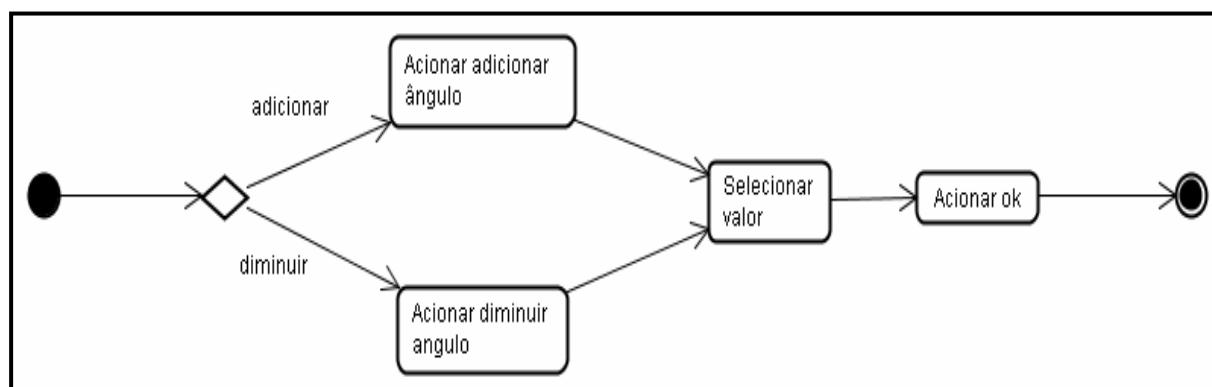 adicionar
Acionar adicionar
ângulo
diminuir
Acionar diminuir
angulo
Selecionar
valor
Acionar ok